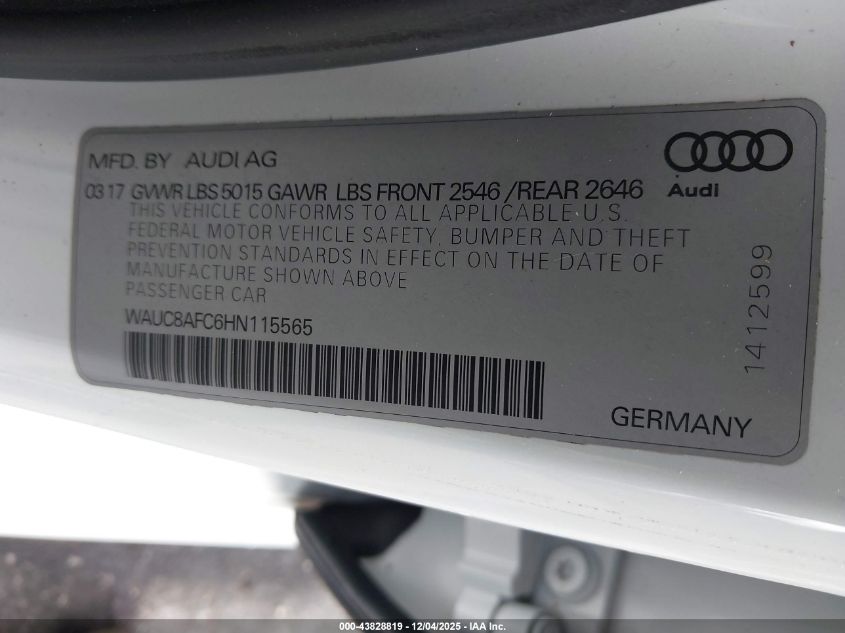 MFD. BY AUDI AG
03 17 GVWR LBS 5015 GAWR LBS FRONT 2546 /REAR 2646
Audi
THIS VEHICLE CONFORMS TO ALL APPLICABLE U.S.
FEDERAL MOTOR VEHICLE SAFETY, BUMPER AND THEFT
PREVENTION STANDARDS IN EFFECT ON THE DATE OF
MANUFACTURE SHOWN ABOVE
PASSENGER CAR
WAUC8AFC6HN115565
1412599
GERMANY
000-43828819 - 12/04/2025 - IAA Inc.